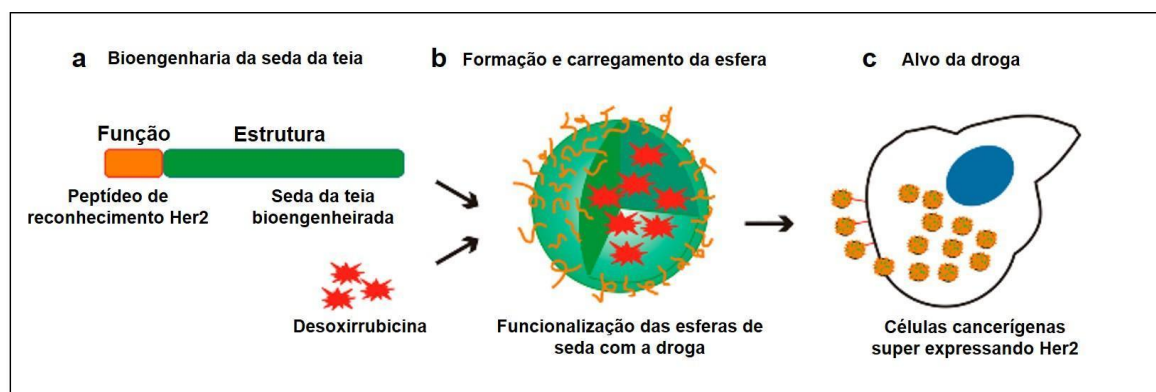 a Bioengenharia da seda da teia
b Formação e carregamento da esfera
c Alvo da droga
Função
Estrutura
Peptídeo de
reconhecimento Her2
Seda da teia
bioengenheirada
Desoxirrubicina
Funcionalização das esferas de
seda com a droga
Células cancerígenas
super expressando Her2